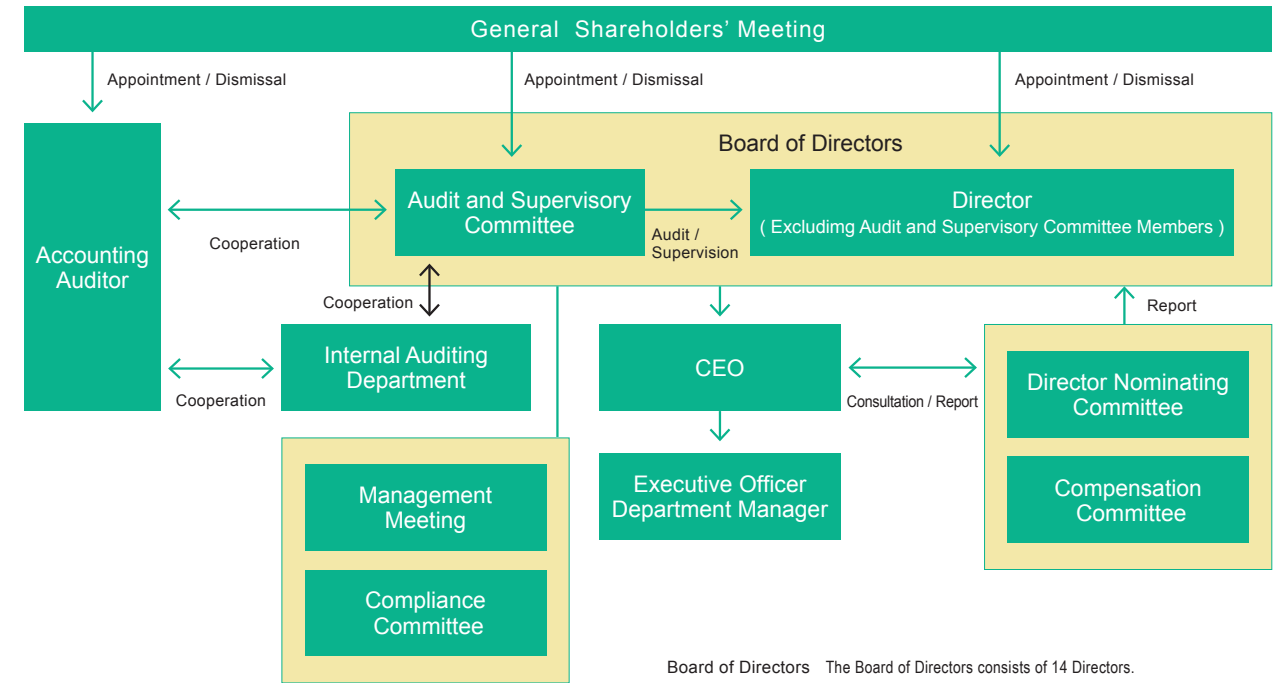 General Shareholders' Meeting
Appointment / Dismissal
Appointment / Dismissal
Appointment / Dismissal
Board of Directors
Audit and Supervisory
Committee
Director
( Excludimg Audit and Supervisory Committee Members )
Audit /
Supervision
Cooperation
Accounting
Auditor
Cooperation
Report
Internal Auditing
Department
CEO
Cooperation
Consultation / Report
Director Nominating
Committee
Management
Meeting
Executive Officer
Department Manager
Compensation
Committee
Compliance
Committee
Board of Directors The Board of Directors consists of 14 Directors.